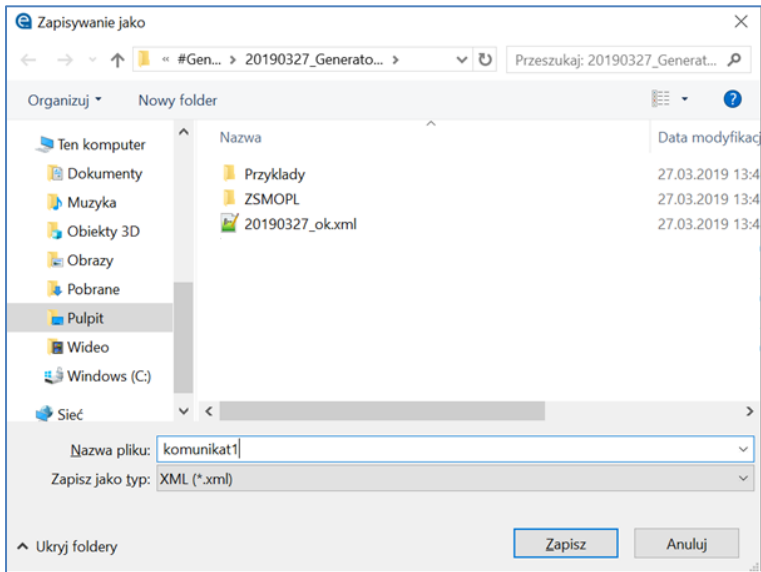 Zapisywanie jako
« #Gen... > 20190327_Generato... >
Przeszukaj: 20190327_Generat...
Organizuj
Nowy folder
Ten komputer
Dokumenty
Muzyka
Obiekty 3D
Obrazy
Pobrane
Pulpit
Wideo
Windows (C:)
Sieć
Nazwa
Data modyfikacj
Przyklady
27.03.2019 13:4
ZSMOPL
27.03.2019 13:4
20190327_ok.xml
27.03.2019 13:4
Nazwa pliku: komunikat1
Zapisz jako typ: XML (*.xml)
Ukryj foldery
Zapisz
Anuluj